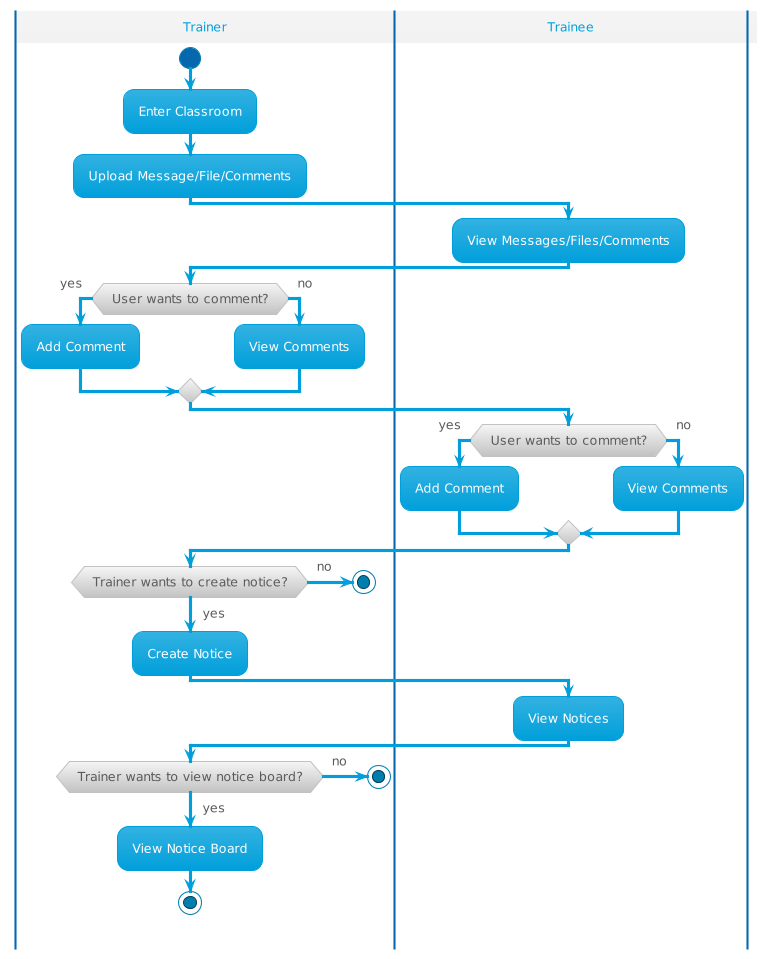 Trainer
Trainee
Enter Classroom
Upload Message/File/Comments
View Messages/Files/Comments
yes
User wants to comment?
no
Add Comment
View Comments
yes
User wants to comment?
no
Add Comment
View Comments
Trainer wants to create notice?
no
yes
Create Notice
View Notices
Trainer wants to view notice board?
no
yes
View Notice Board